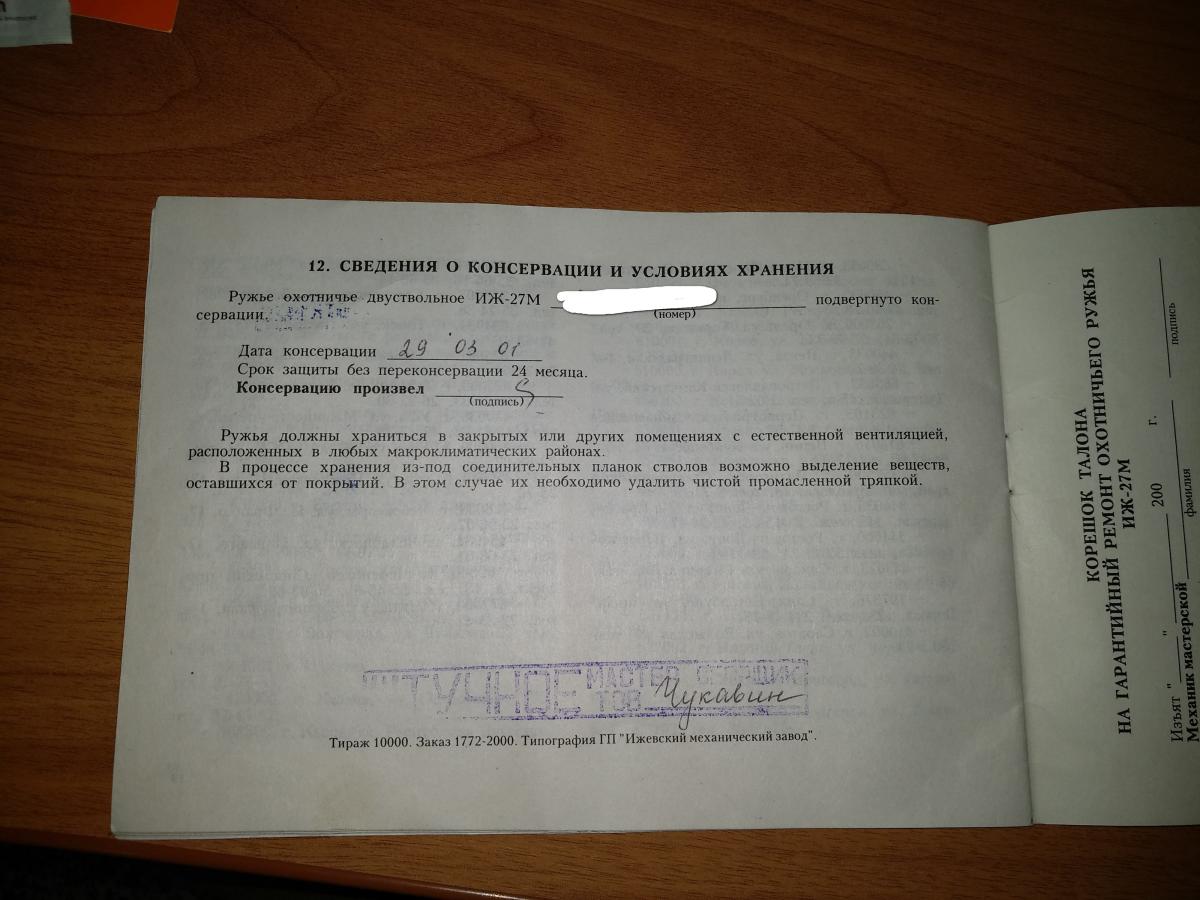 12. СВЕДЕНИЯ О КОНСЕРВАЦИИ И УСЛОВИЯХ ХРАНЕНИЯ
Ружье охотничье двуствольное ИЖ-27М подвергнуто кон-
(номер)
сервации.
Дата консервации 29 03 01
Срок защиты без переконсервации 24 месяца.
Консервацию произвел
(подпись)
Ружья должны храниться в закрытых или других помещениях с естественной вентиляцией,
расположенных в любых макроклиматических районах.
В процессе хранения из-под соединительных планок стволов возможно выделение веществ,
оставшихся от покрытий. В этом случае их необходимо удалить чистой промасленной тряпкой.
ШТУЧНОЕ МАСТЕР СБОРЩИК
ТОВ. Чукавин
Тираж 10000. Заказ 1772-2000. Типография ГП "Ижевский механический завод".
КОРЕШОК ТАЛОНА
НА ГАРАНТИЙНЫЙ РЕМОНТ ОХОТНИЧЬЕГО РУЖЬЯ
ИЖ-27М
Изъят " " 200 г.
Механик мастерской
фамилия
подпись